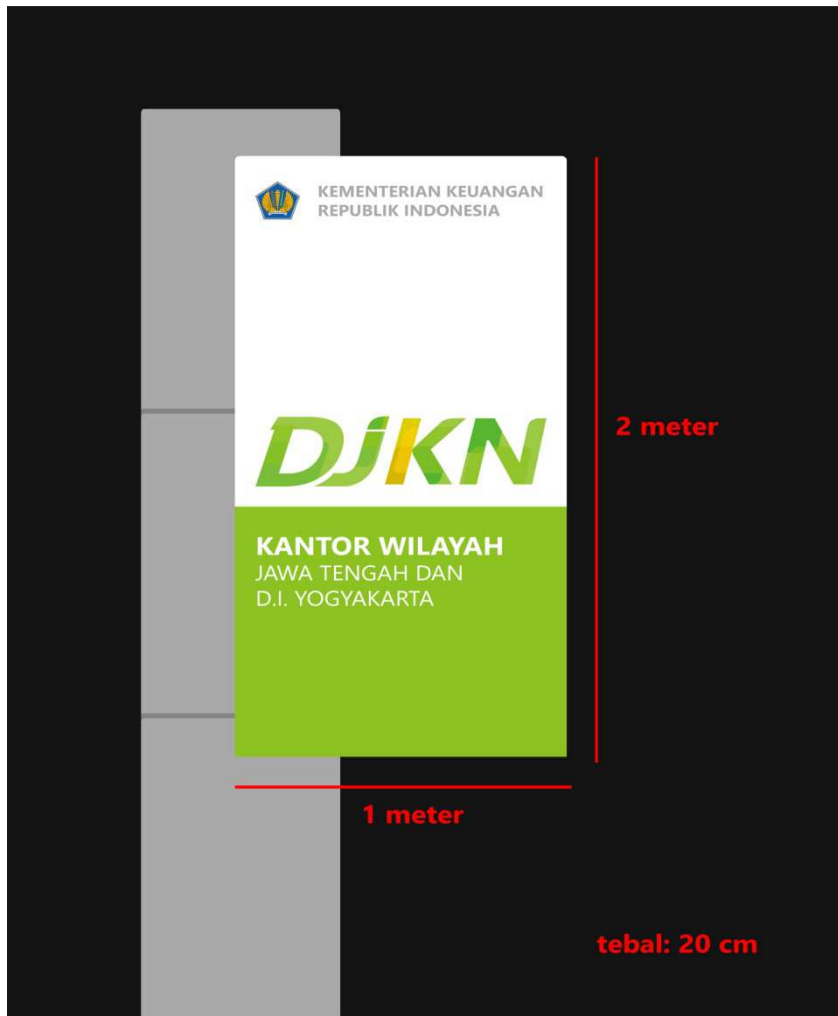 KEMENTERIAN KEUANGAN
REPUBLIK INDONESIA
DJKN
KANTOR WILAYAH
JAWA TENGAH DAN
D.I. YOGYAKARTA
2 meter
1 meter
tebal: 20 cm